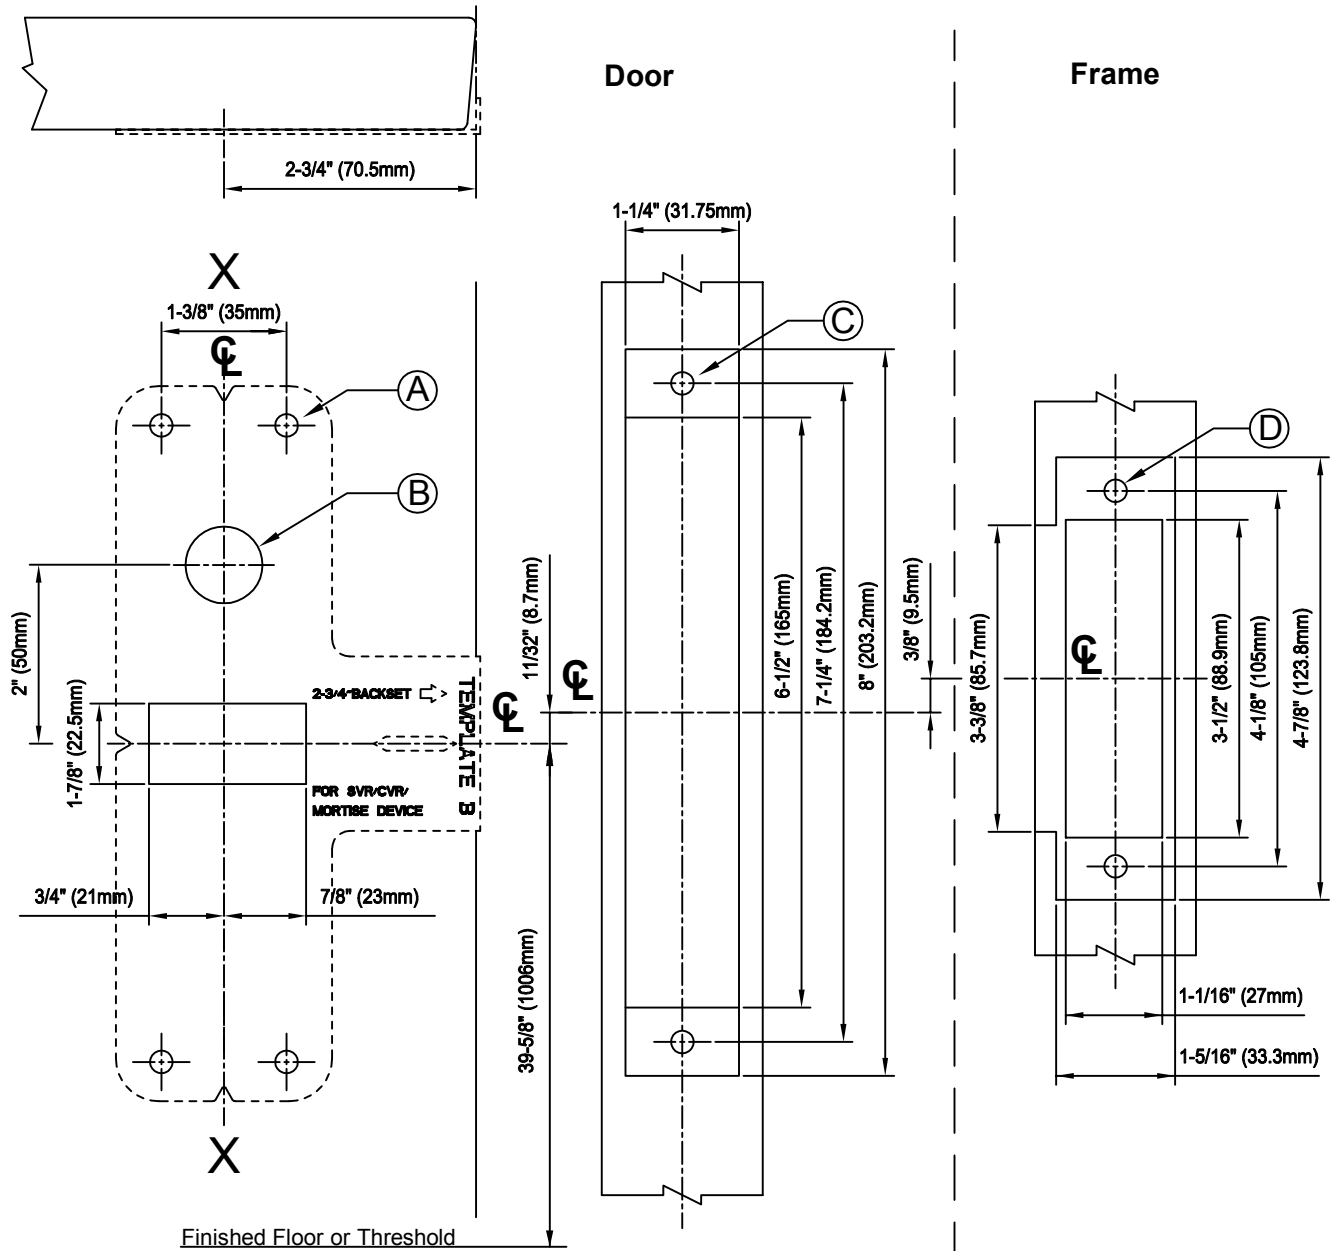 Door
Frame
2-3/4" (70.5mm)
1-1/4" (31.75mm)
X
1-3/8" (35mm)
℄
A
B
C
D
2" (50mm)
1-7/8" (22.5mm)
2-3/4"BACKSET
TEMPLATE B
FOR SVR/CVR/
MORTISE DEVICE
3/4" (21mm)
7/8" (23mm)
℄
11/32" (8.7mm)
℄
39-5/8" (1006mm)
6-1/2" (165mm)
7-1/4" (184.2mm)
8" (203.2mm)
3/8" (9.5mm)
3-3/8" (85.7mm)
℄
3-1/2" (88.9mm)
4-1/8" (105mm)
4-7/8" (123.8mm)
1-1/16" (27mm)
1-5/16" (33.3mm)
X
Finished Floor or Threshold